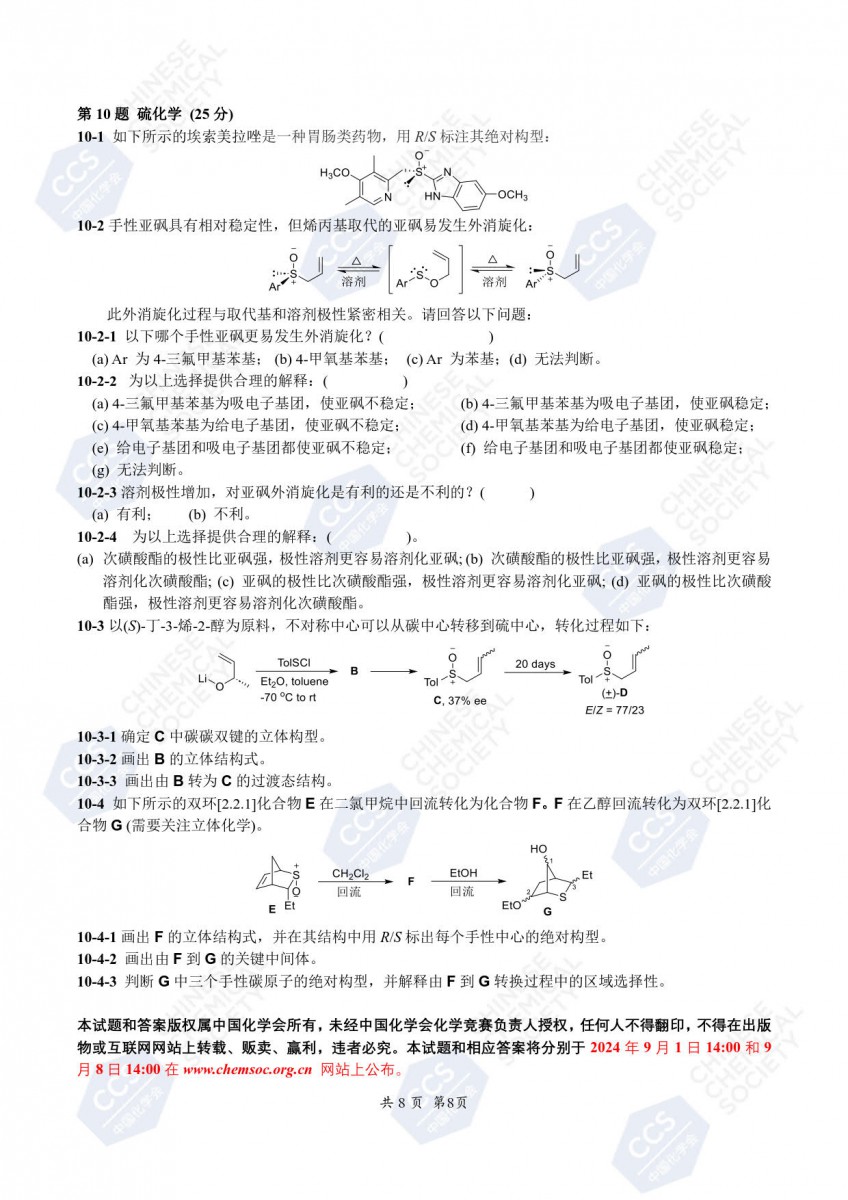 第 10 题 硫化学 (25 分)
10-1 如下所示的埃索美拉唑是一种胃肠类药物，用 R/S 标注其绝对构型：
H3CO
N
O
−
S
+
N
HN
OCH3
10-2 手性亚砜具有相对稳定性，但烯丙基取代的亚砜易发生外消旋化：
O
−
S
+
Ar
△
溶剂
Ar
S
O
△
溶剂
O
−
S
+
Ar
此外消旋化过程与取代基和溶剂极性紧密相关。请回答以下问题：
10-2-1 以下哪个手性亚砜更易发生外消旋化？( )
(a) Ar 为 4-三氟甲基苯基； (b) 4-甲氧基苯基； (c) Ar 为苯基；(d) 无法判断。
10-2-2 为以上选择提供合理的解释：( )
(a) 4-三氟甲基苯基为吸电子基团，使亚砜不稳定； (b) 4-三氟甲基苯基为吸电子基团，使亚砜稳定；
(c) 4-甲氧基苯基为给电子基团，使亚砜不稳定； (d) 4-甲氧基苯基为给电子基团，使亚砜稳定；
(e) 给电子基团和吸电子基团都使亚砜不稳定； (f) 给电子基团和吸电子基团都使亚砜稳定；
(g) 无法判断。
10-2-3 溶剂极性增加，对亚砜外消旋化是有利的还是不利的？( )
(a) 有利； (b) 不利。
10-2-4 为以上选择提供合理的解释：( )。
(a) 次磺酸酯的极性比亚砜强，极性溶剂更容易溶剂化亚砜; (b) 次磺酸酯的极性比亚砜强，极性溶剂更容易
溶剂化次磺酸酯; (c) 亚砜的极性比次磺酸酯强，极性溶剂更容易溶剂化亚砜; (d) 亚砜的极性比次磺酸
酯强，极性溶剂更容易溶剂化次磺酸酯。
10-3 以(S)-丁-3-烯-2-醇为原料，不对称中心可以从碳中心转移到硫中心，转化过程如下：
Li
O
TolSCl
Et2O, toluene
-70 oC to rt
B
O
−
Tol
S
+
C, 37% ee
20 days
O
−
Tol
S
+
(±)-D
E/Z = 77/23
10-3-1 确定 C 中碳碳双键的立体构型。
10-3-2 画出 B 的立体结构式。
10-3-3 画出由 B 转为 C 的过渡态结构。
10-4 如下所示的双环[2.2.1]化合物 E 在二氯甲烷中回流转化为化合物 F。F 在乙醇回流转化为双环[2.2.1]化
合物 G (需要关注立体化学)。
+
S
O
−
Et
E
CH2Cl2
回流
F
EtOH
回流
HO
1
Et
3
2
S
EtO
G
10-4-1 画出 F 的立体结构式，并在其结构中用 R/S 标出每个手性中心的绝对构型。
10-4-2 画出由 F 到 G 的关键中间体。
10-4-3 判断 G 中三个手性碳原子的绝对构型，并解释由 F 到 G 转换过程中的区域选择性。
本试题和答案版权属中国化学会所有，未经中国化学会化学竞赛负责人授权，任何人不得翻印，不得在出版
物或互联网网站上转载、贩卖、赢利，违者必究。本试题和相应答案将分别于 2024 年 9 月 1 日 14:00 和 9
月 8 日 14:00 在 www.chemsoc.org.cn 网站上公布。
共 8 页 第8页
CCS
中国化学会
CHINESE
CHEMICAL
SOCIETY